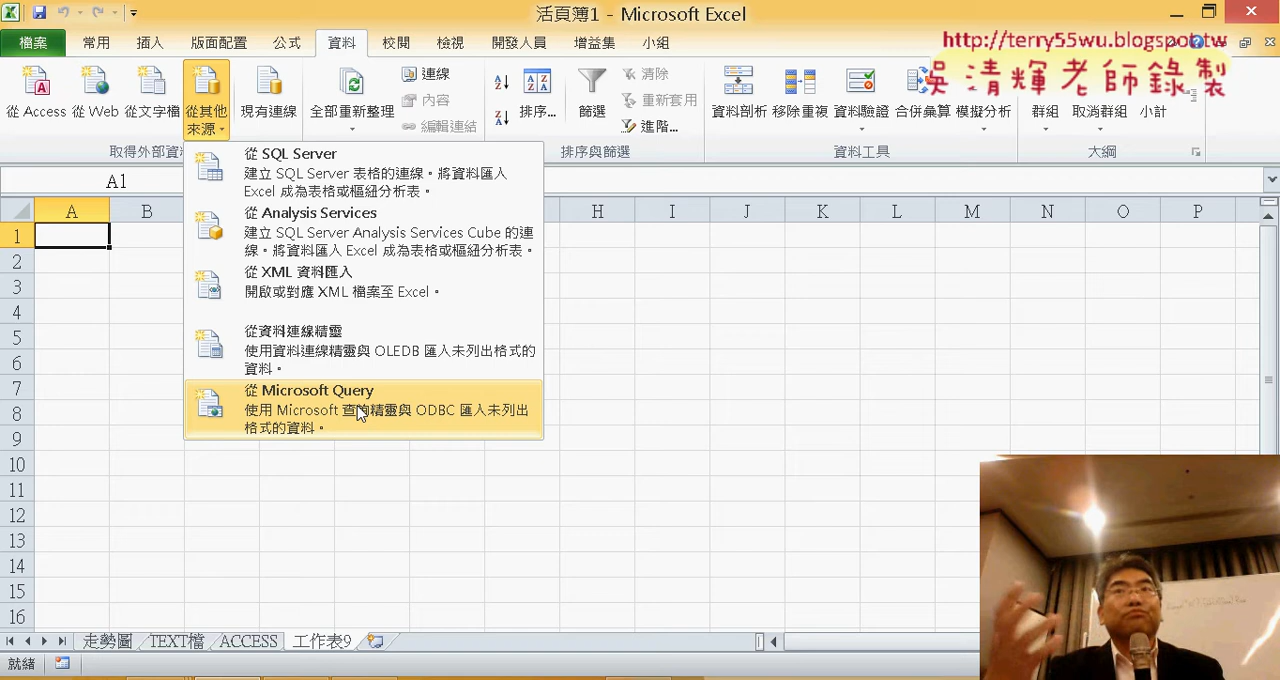 活頁簿1 - Microsoft Excel
檔案 常用 插入 版面配置 公式 資料 校閱 檢視 開發人員 增益集 小組
http://terry55wu.blogspot.tw
吳清輝老師錄製
從 Access 從 Web 從文字檔 從其他來源 現有連線 全部重新整理 連線 內容 編輯連結 排序... 篩選 清除 重新套用 進階... 資料剖析 移除重複 資料驗證 合併彙算 模擬分析 群組 取消群組 小計
取得外部資料 排序與篩選 資料工具 大綱
A1
從 SQL Server
建立 SQL Server 表格的連線。將資料匯入
Excel 成為表格或樞紐分析表。
從 Analysis Services
建立 SQL Server Analysis Services Cube 的連
線。將資料匯入 Excel 成為表格或樞紐分析表。
從 XML 資料匯入
開啟或對應 XML 檔案至 Excel。
從資料連線精靈
使用資料連線精靈與 OLEDB 匯入未列出格式的
資料。
從 Microsoft Query
使用 Microsoft 查詢精靈與 ODBC 匯入未列出
格式的資料。
A B H I J K L M N O P
1
2
3
4
5
6
7
8
9
10
11
12
13
14
15
16
走勢圖 TEXT檔 ACCESS 工作表9
就緒